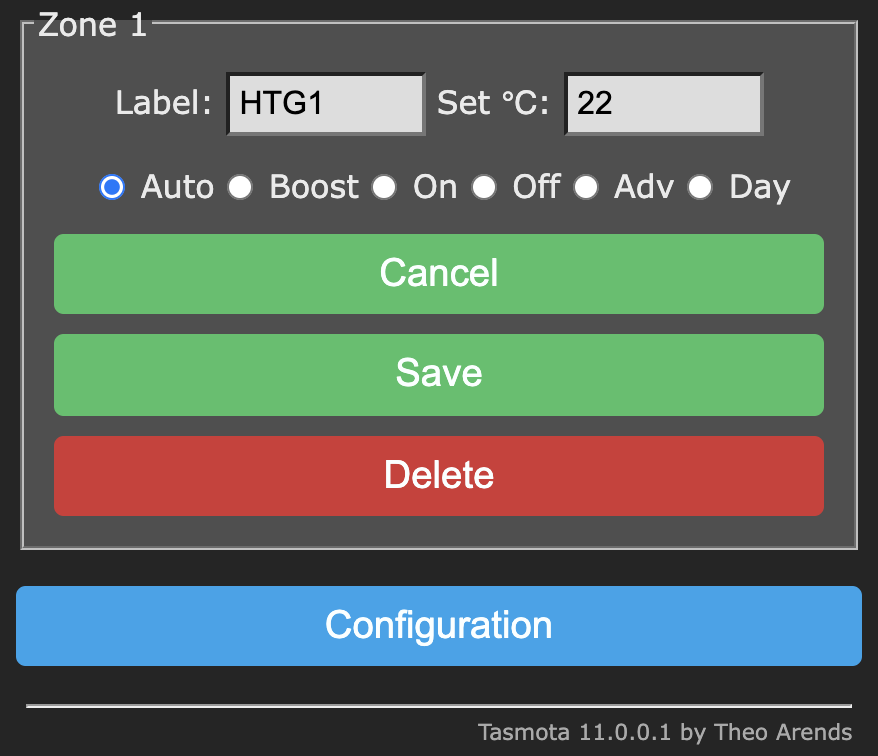 Zone 1
Label: HTG1 Set °C: 22
Auto Boost On Off Adv Day
Cancel
Save
Delete
Configuration
Tasmota 11.0.0.1 by Theo Arends